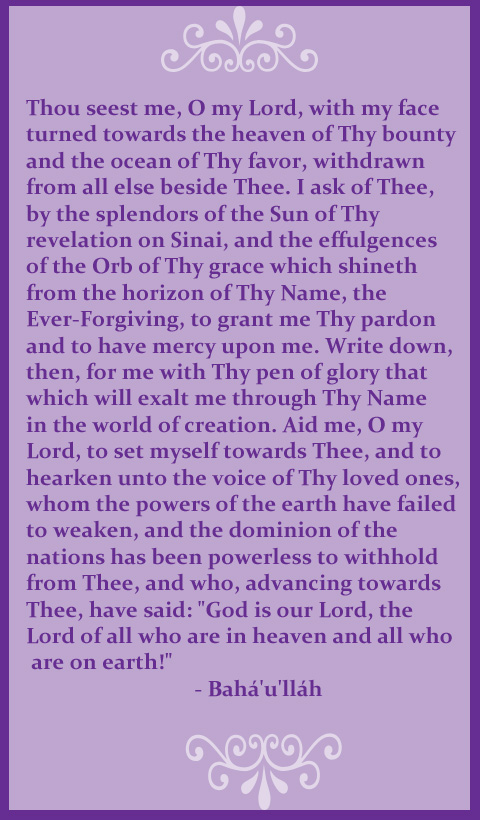 Thou seest me, O my Lord, with my face
turned towards the heaven of Thy bounty
and the ocean of Thy favor, withdrawn
from all else beside Thee. I ask of Thee,
by the splendors of the Sun of Thy
revelation on Sinai, and the effulgences
of the Orb of Thy grace which shineth
from the horizon of Thy Name, the
Ever-Forgiving, to grant me Thy pardon
and to have mercy upon me. Write down,
then, for me with Thy pen of glory that
which will exalt me through Thy Name
in the world of creation. Aid me, O my
Lord, to set myself towards Thee, and to
hearken unto the voice of Thy loved ones,
whom the powers of the earth have failed
to weaken, and the dominion of the
nations has been powerless to withhold
from Thee, and who, advancing towards
Thee, have said: "God is our Lord, the
Lord of all who are in heaven and all who
are on earth!"
- Bahá'u'lláh